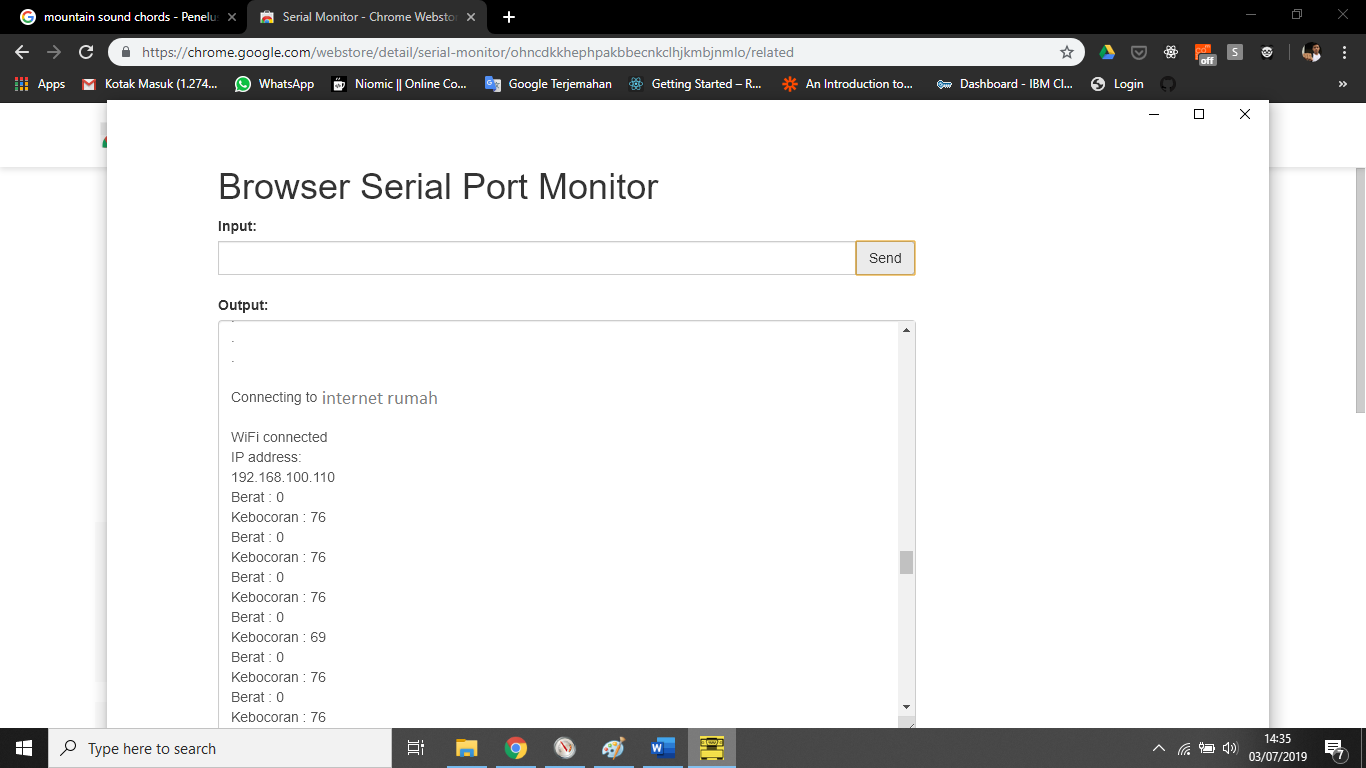 mountain sound chords - Penelu
Serial Monitor - Chrome Websto
https://chrome.google.com/webstore/detail/serial-monitor/ohncdkkhephpakbbecnkclhjkmbjnmlo/related
off
S
Apps
Kotak Masuk (1.274...
WhatsApp
Niomic || Online Co...
Google Terjemahan
Getting Started – R...
An Introduction to...
Dashboard - IBM Cl...
Login
»
Browser Serial Port Monitor
Input:
Send
Output:
.
.
.
Connecting to internet rumah
WiFi connected
IP address:
192.168.100.110
Berat : 0
Kebocoran : 76
Berat : 0
Kebocoran : 76
Berat : 0
Kebocoran : 76
Berat : 0
Kebocoran : 69
Berat : 0
Kebocoran : 76
Berat : 0
Kebocoran : 76
Type here to search
14:35
03/07/2019
7